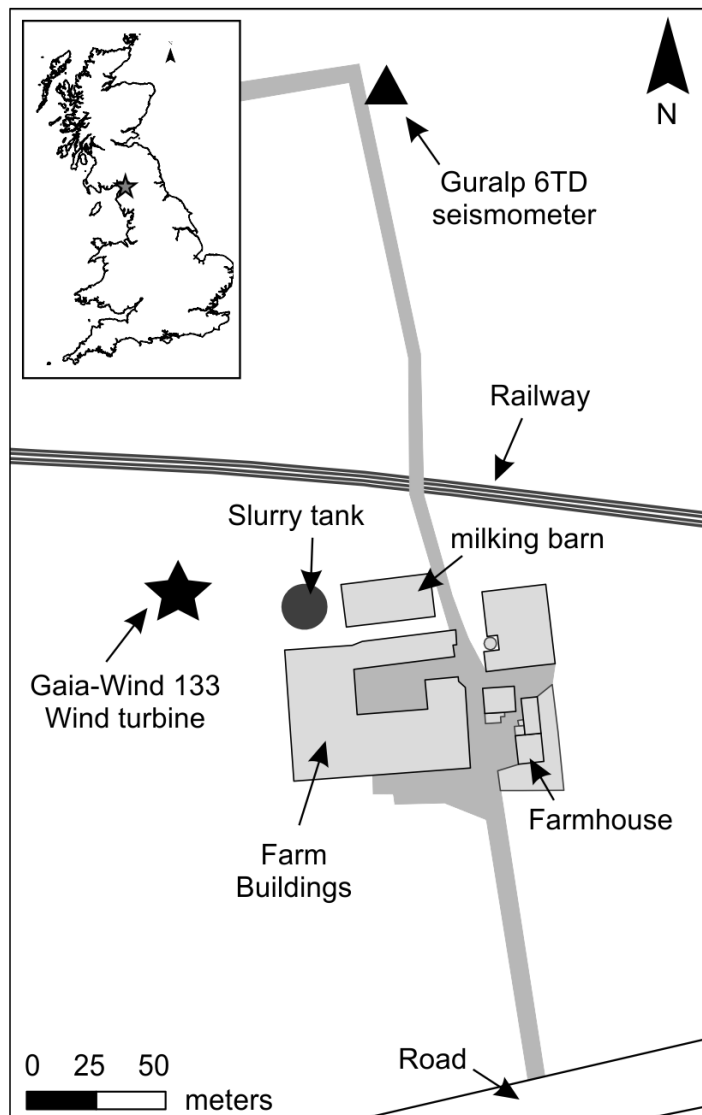 N
Guralp 6TD
seismometer
Railway
Slurry tank
milking barn
Gaia-Wind 133
Wind turbine
Farmhouse
Farm
Buildings
Road
0 25 50
meters